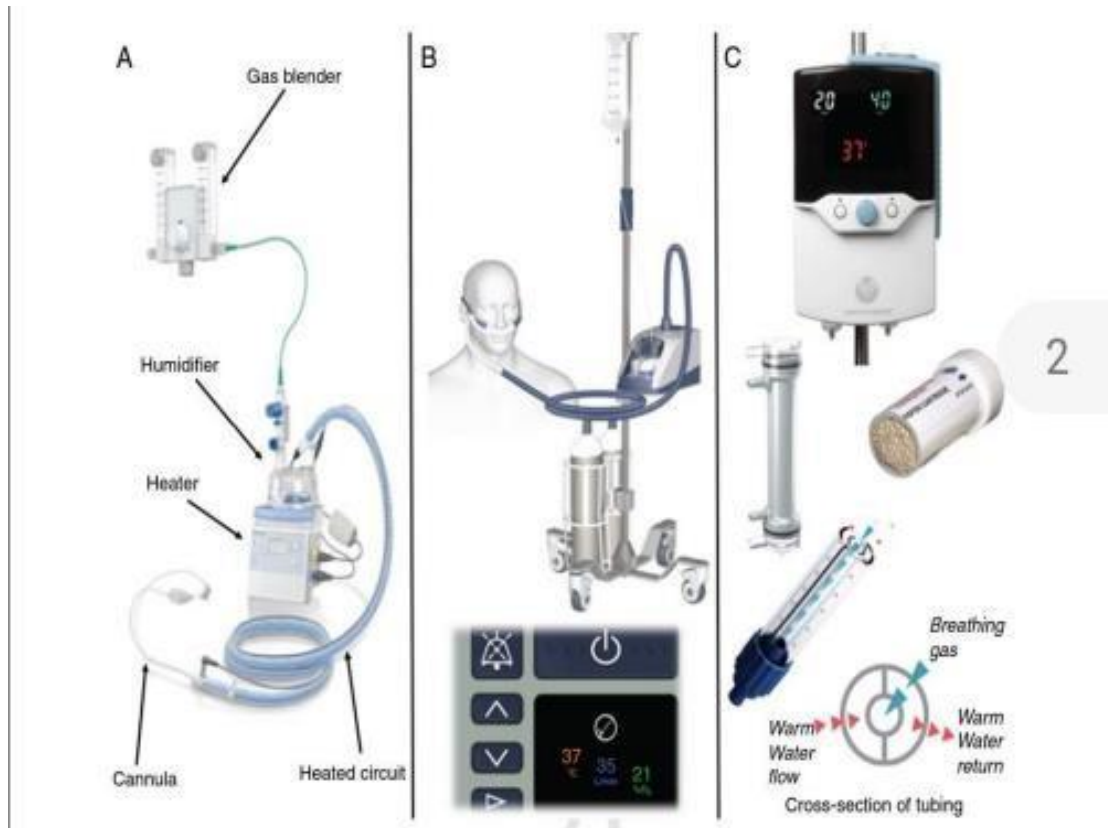 A
Gas blender
Humidifier
Heater
Cannula
Heated circuit
B
37
°C
35
L/min
21
C
20
40
37
Breathing
gas
Warm
Water
flow
Warm
Water
return
Cross-section of tubing
2